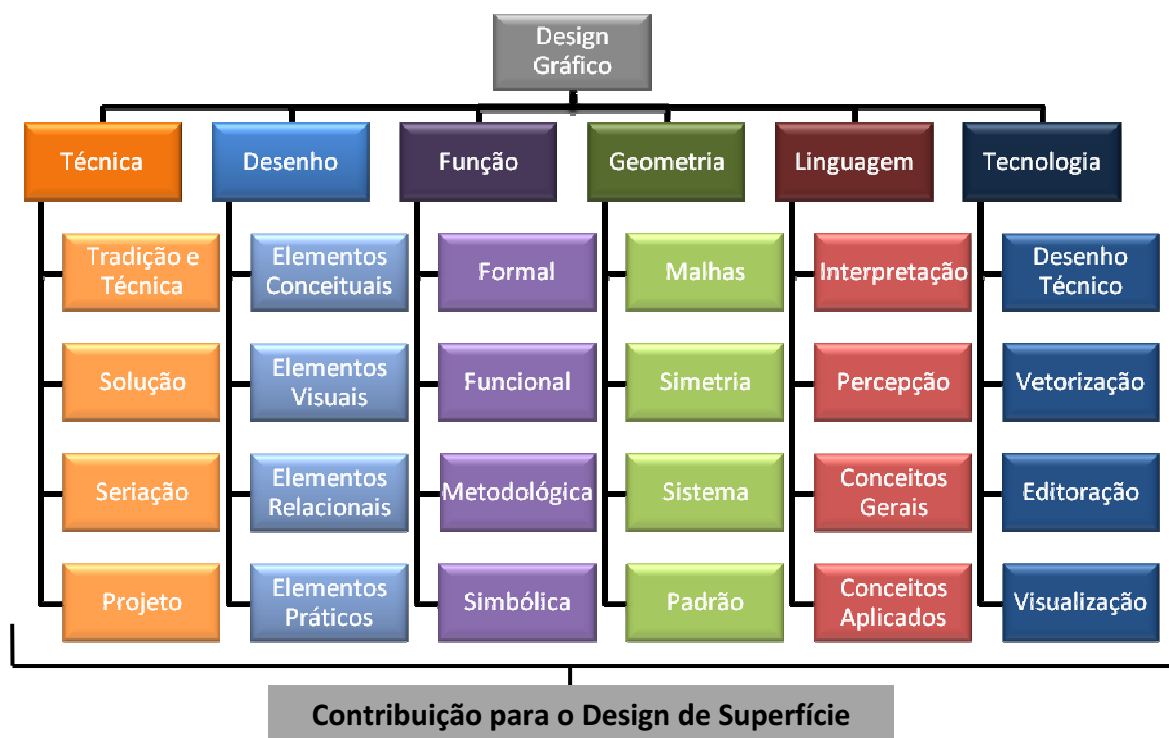 Design
Gráfico
Técnica
Desenho
Função
Geometria
Linguagem
Tecnologia
Tradição e
Técnica
Elementos
Conceituais
Formal
Malhas
Interpretação
Desenho
Técnico
Solução
Elementos
Visuais
Funcional
Simetria
Percepção
Vetorização
Seriação
Elementos
Relacionais
Metodológica
Sistema
Conceitos
Gerais
Editoração
Projeto
Elementos
Práticos
Simbólica
Padrão
Conceitos
Aplicados
Visualização
Contribuição para o Design de Superfície